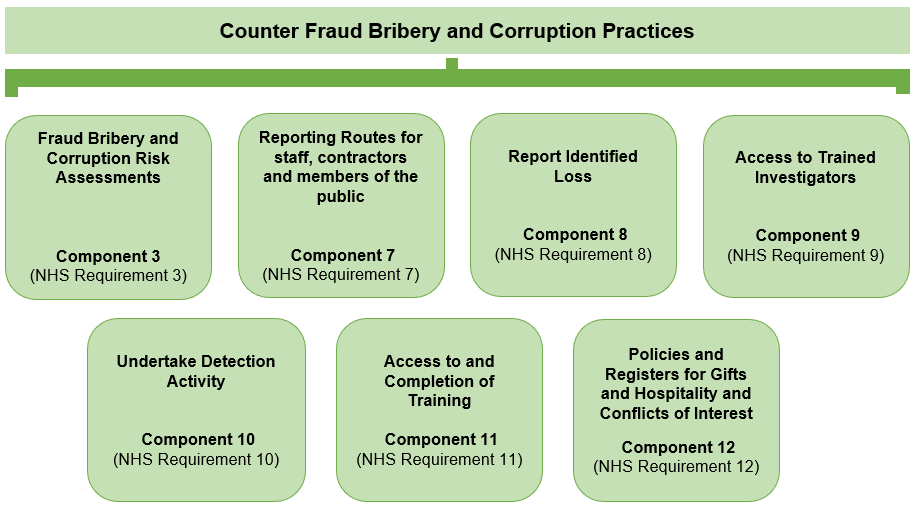 Counter Fraud Bribery and Corruption Practices
Fraud Bribery and
Corruption Risk
Assessments
Component 3
(NHS Requirement 3)
Reporting Routes for
staff, contractors
and members of the
public
Component 7
(NHS Requirement 7)
Report Identified
Loss
Component 8
(NHS Requirement 8)
Access to Trained
Investigators
Component 9
(NHS Requirement 9)
Undertake Detection
Activity
Component 10
(NHS Requirement 10)
Access to and
Completion of
Training
Component 11
(NHS Requirement 11)
Policies and
Registers for Gifts
and Hospitality and
Conflicts of Interest
Component 12
(NHS Requirement 12)